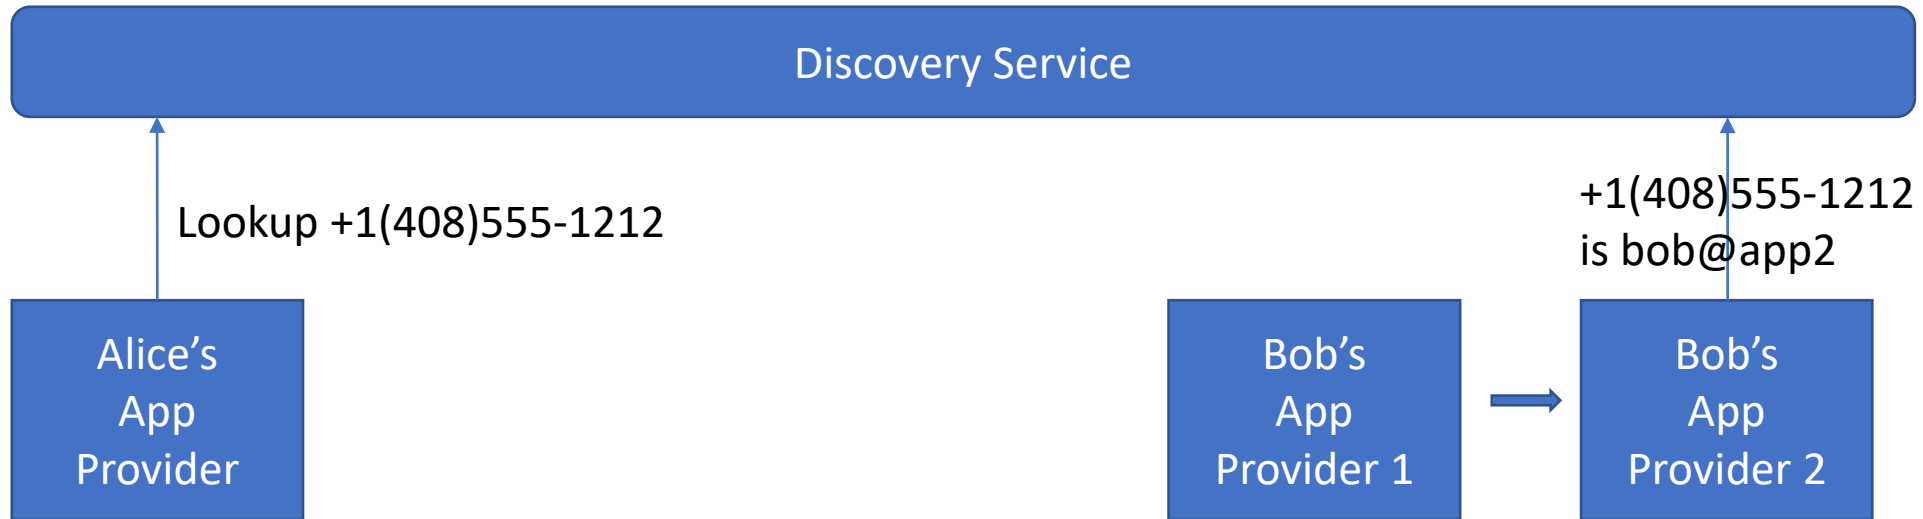 Discovery Service
Lookup +1(408)555-1212
+1(408)555-1212
is bob@app2
Alice’s
App
Provider
Bob’s
App
Provider 1
Bob’s
App
Provider 2